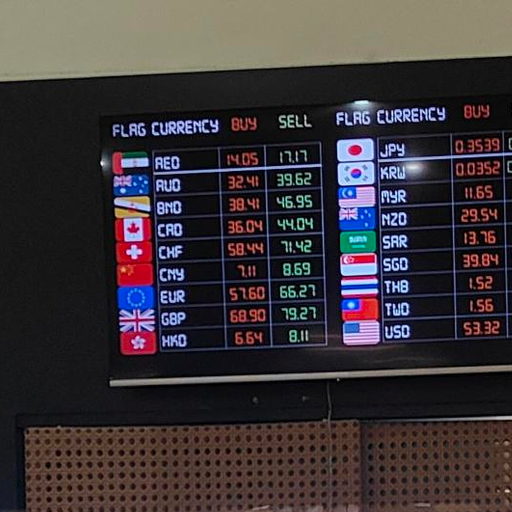 FLAG CURRENCY BUY SELL
AED 14.05 17.17
AUD 32.41 39.62
BND 38.41 46.95
CAD 36.04 44.04
CHF 58.44 71.42
CNY 7.11 8.69
EUR 57.60 66.27
GBP 68.90 79.27
HKD 6.64 8.11
FLAG CURRENCY BUY
JPY 0.3539
KRW 0.0352
MYR 11.65
NZD 29.54
SAR 13.76
SGD 39.84
THB 1.52
TWD 1.56
USD 53.32